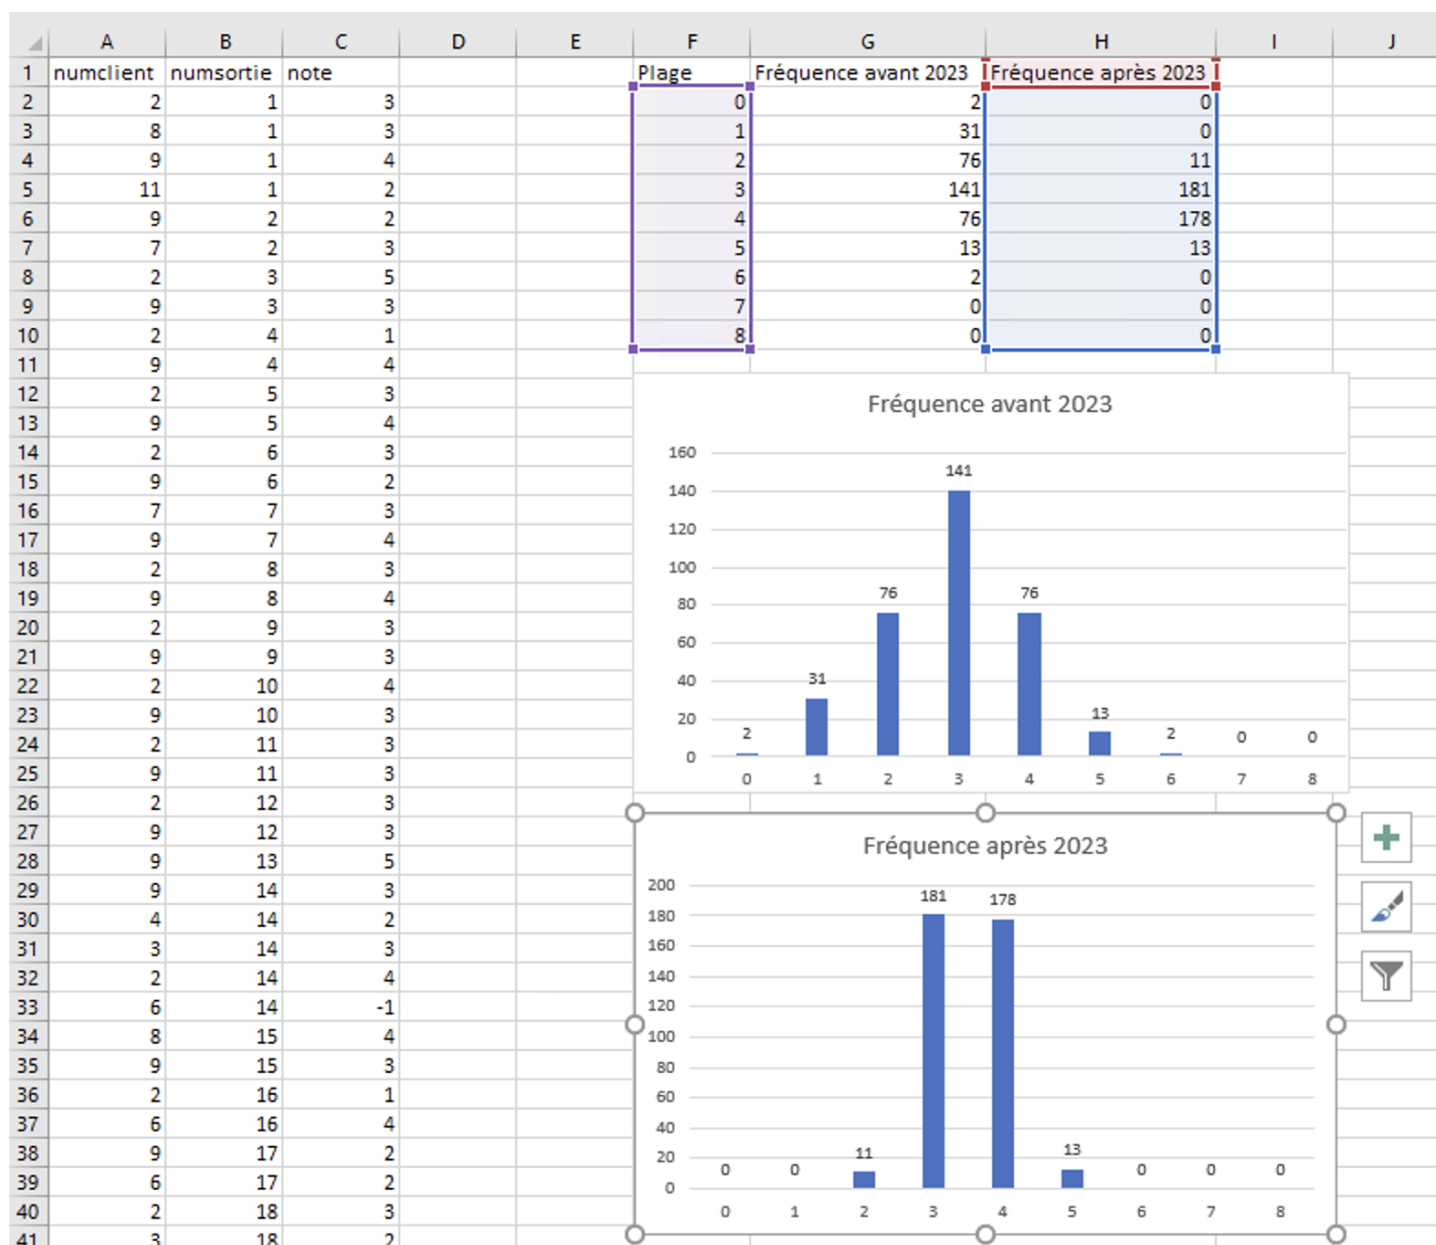 A B C D E F G H I J
1 numclient numsortie note Plage Fréquence avant 2023 Fréquence après 2023
2 2 1 3 0 2 0
3 8 1 3 1 31 0
4 9 1 4 2 76 11
5 11 1 2 3 141 181
6 9 2 2 4 76 178
7 7 2 3 5 13 13
8 2 3 5 6 2 0
9 9 3 3 7 0 0
10 2 4 1 8 0 0
11 9 4 4
12 2 5 3
13 9 5 4
14 2 6 3
15 9 6 2
16 7 7 3
17 9 7 4
18 2 8 3
19 9 8 4
20 2 9 3
21 9 9 3
22 2 10 4
23 9 10 3
24 2 11 3
25 9 11 3
26 2 12 3
27 9 12 3
28 9 13 5
29 9 14 3
30 4 14 2
31 3 14 3
32 2 14 4
33 6 14 -1
34 8 15 4
35 9 15 3
36 2 16 1
37 6 16 4
38 9 17 2
39 6 17 2
40 2 18 3
41 3 18 2
Fréquence avant 2023
160
141
140
120
100
76 76
80
60
40
31
20
13
2 2 0 0
0
0 1 2 3 4 5 6 7 8
Fréquence après 2023
200
181 178
180
160
140
120
100
80
60
40
20
11 13
0 0 0 0 0
0
0 1 2 3 4 5 6 7 8